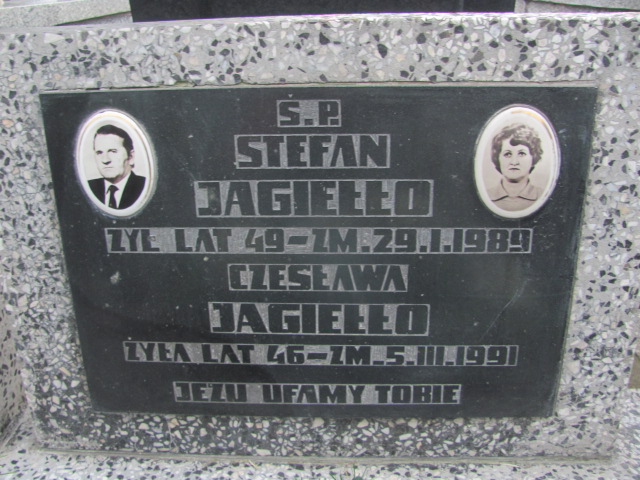 Ś.P.
STEFAN
JAGIEŁŁO
ŻYŁ LAT 49-ZM.29.I.1989
CZESŁAWA
JAGIEŁŁO
ŻYŁA LAT 46-ZM.5.III.1991
JEZU UFAMY TOBIE